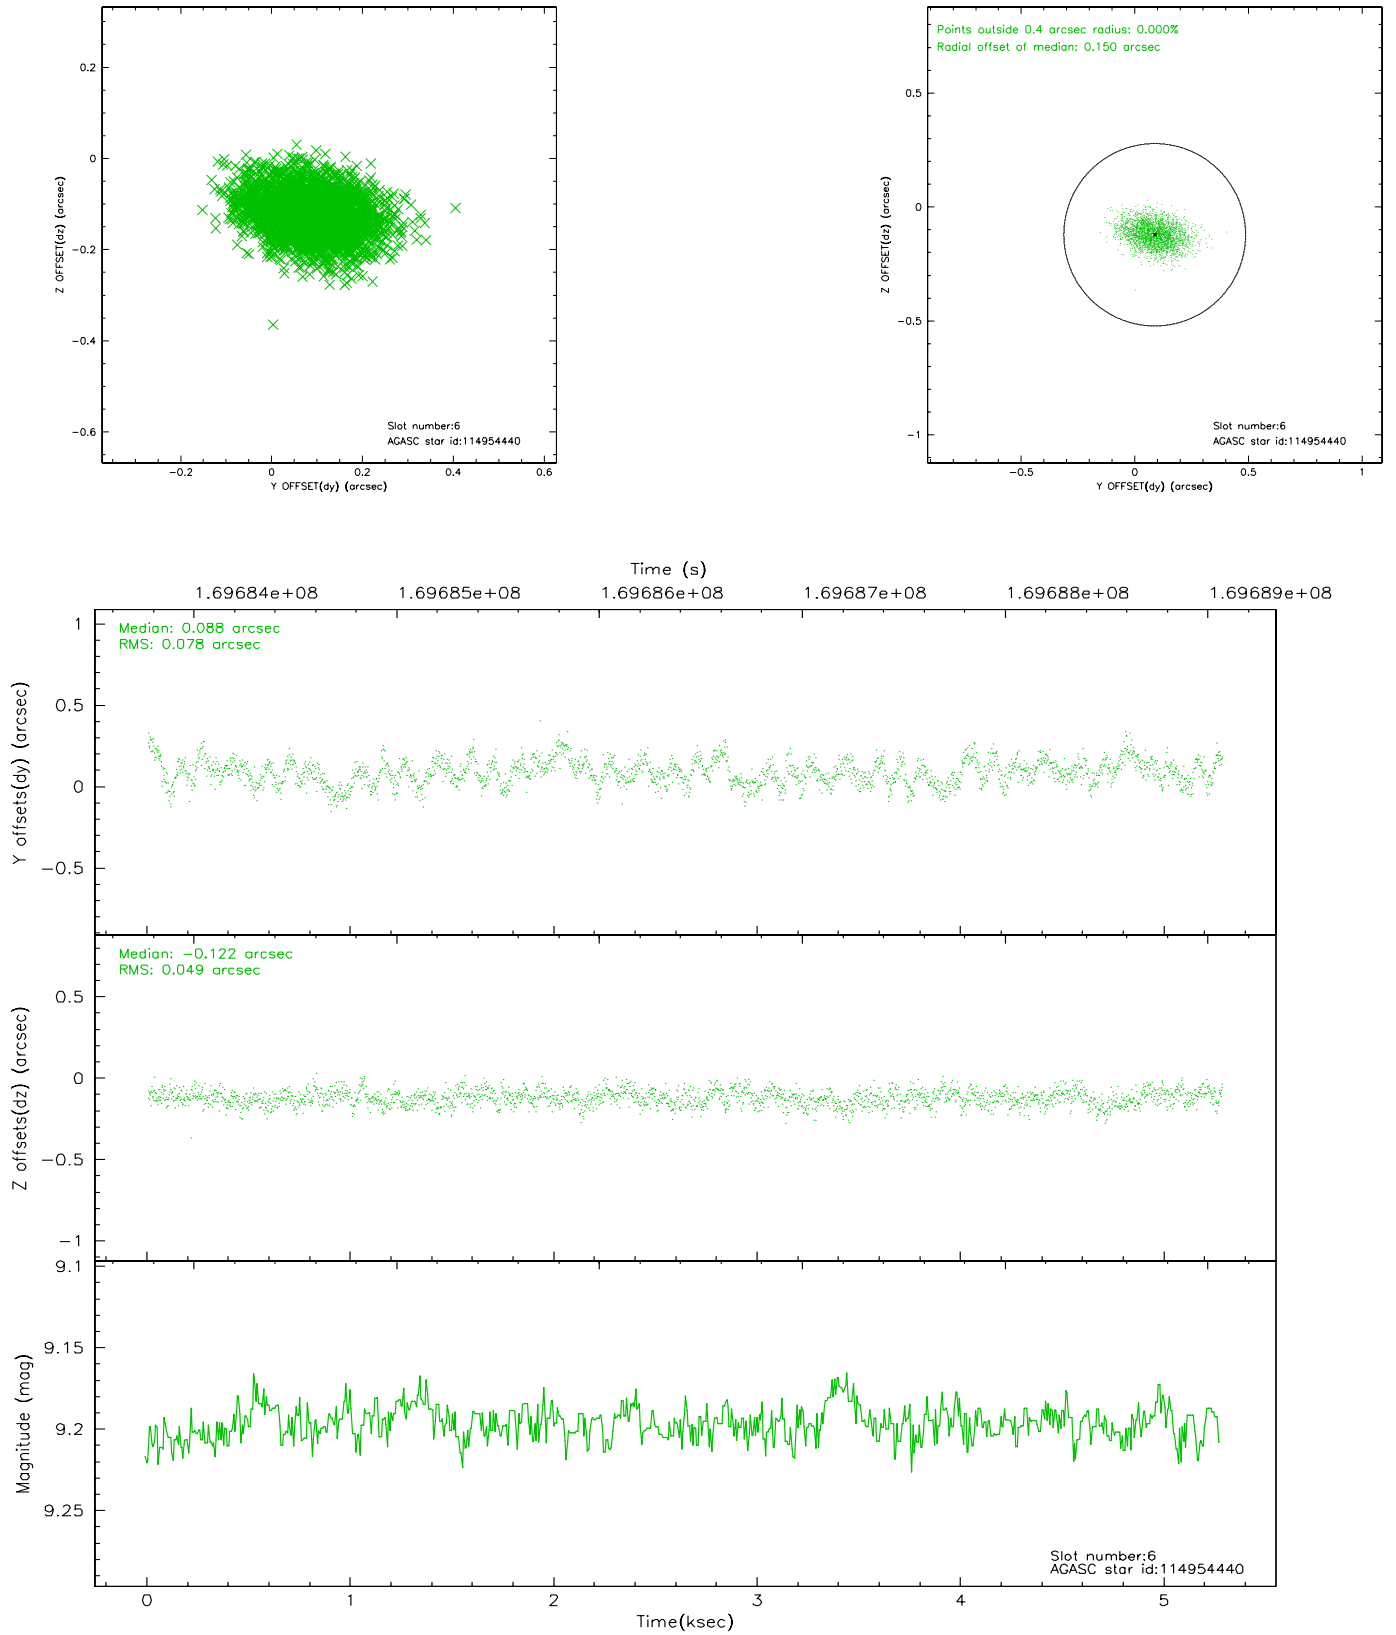 0.2
0
−0.2
−0.4
−0.6
Z OFFSET(dz) (arcsec)
Slot number:6
AGASC star id:114954440
−0.2 0 0.2 0.4 0.6
Y OFFSET(dy) (arcsec)
Points outside 0.4 arcsec radius: 0.000%
Radial offset of median: 0.150 arcsec
0.5
0
−0.5
−1
Z OFFSET(dz) (arcsec)
Slot number:6
AGASC star id:114954440
−0.5 0 0.5 1
Y OFFSET(dy) (arcsec)
Time (s)
1.69684e+08 1.69685e+08 1.69686e+08 1.69687e+08 1.69688e+08 1.69689e+08
Median: 0.088 arcsec
RMS: 0.078 arcsec
1
0.5
0
−0.5
Y offsets(dy) (arcsec)
Median: −0.122 arcsec
RMS: 0.049 arcsec
0.5
0
−0.5
−1
Z offsets(dz) (arcsec)
9.1
9.15
9.2
9.25
Magnitude (mag)
Slot number:6
AGASC star id:114954440
0 1 2 3 4 5
Time(ksec)